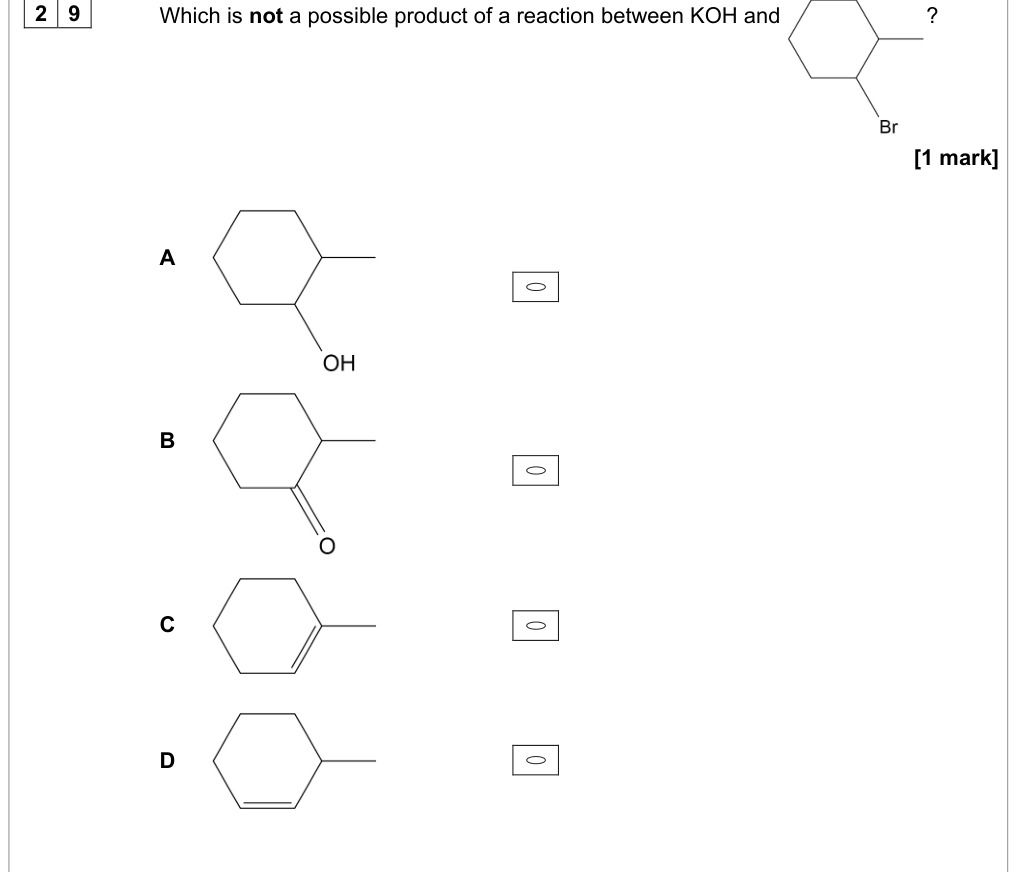 2 9
Which is not a possible product of a reaction between KOH and ?
Br
[1 mark]
A
OH
B
O
C
D